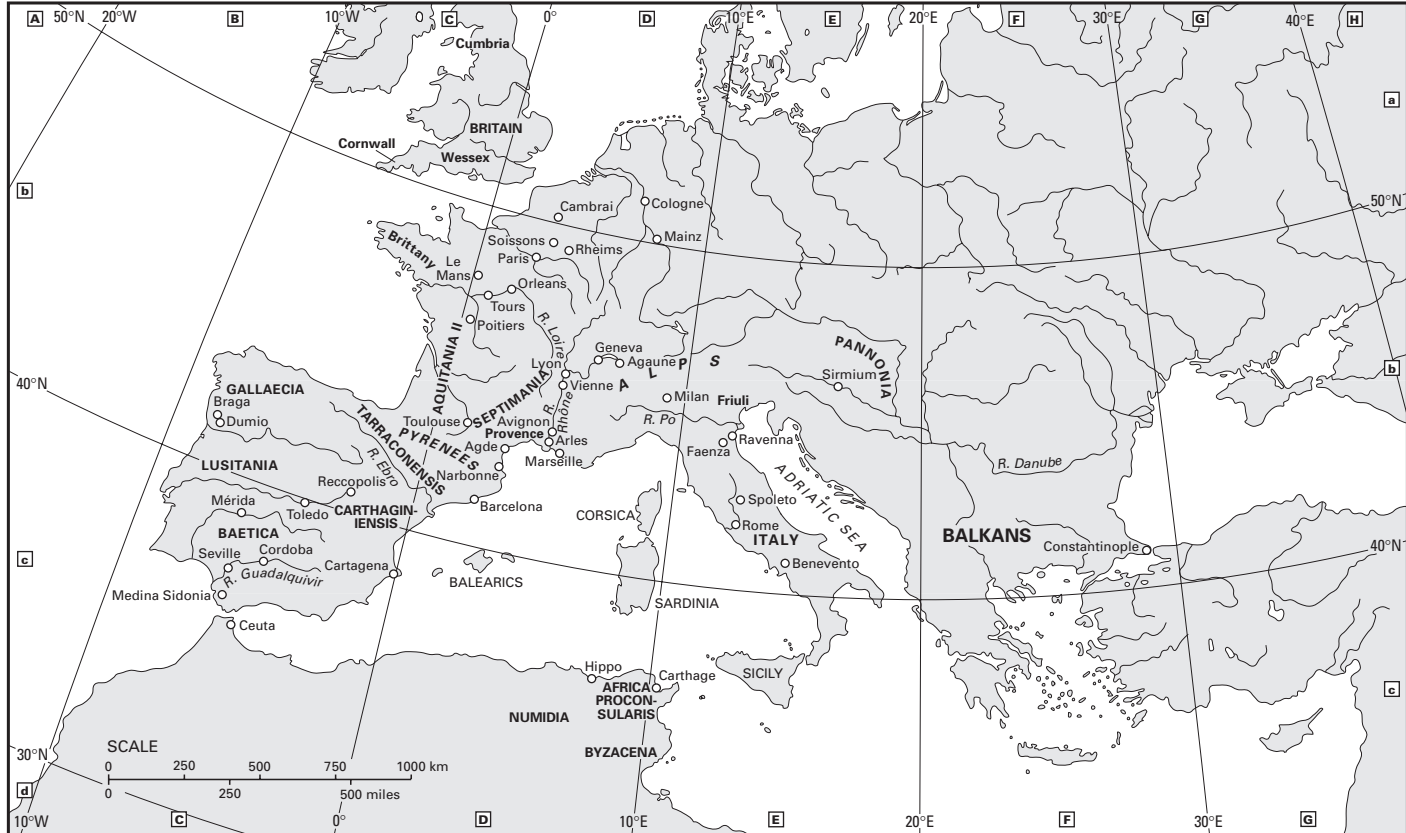 A
50°N
20°W
B
10°W
0
C
0°
D
10°E
E
20°E
F
30°E
G
40°E
H
Cumbria
a
a
BRITAIN
Cornwall
Wessex
b
50°N
Cambrai
Cologne
Brittany
Soissons
Rheims
Mainz
Paris
Le
Mans
Orleans
Tours
Poitiers
R. Loire
AQUITANIA II
Geneva
Agaune
ALPS
PANNONIA
Sirmium
b
Lyon
Vienne
40°N
GALLAECIA
Braga
Dumio
TARRACONENSIS
SEPTIMANIA
R. Rhône
Milan
Friuli
Toulouse
PYRENEES
Avignon
Provence
R. Po
Ravenna
Arles
Agde
Marseille
Faenza
Narbonne
LUSITANIA
R. Ebro
Reccopolis
R. Danube
ADRIATIC SEA
Mérida
Toledo
CARTHAGIN-
IENSIS
Barcelona
CORSICA
Spoleto
Rome
ITALY
BAETICA
BALKANS
Constantinople
40°N
c
Seville
Cordoba
R. Guadalquivir
Cartagena
BALEARICS
Benevento
Medina Sidonia
SARDINIA
Ceuta
Hippo
Carthage
SICILY
AFRICA
PROCON-
SULARIS
c
NUMIDIA
BYZACENA
SCALE
30°N
0
250
500
750
1000 km
0
250
500 miles
d
10°W
C
0°
D
10°E
E
20°E
F
30°E
G